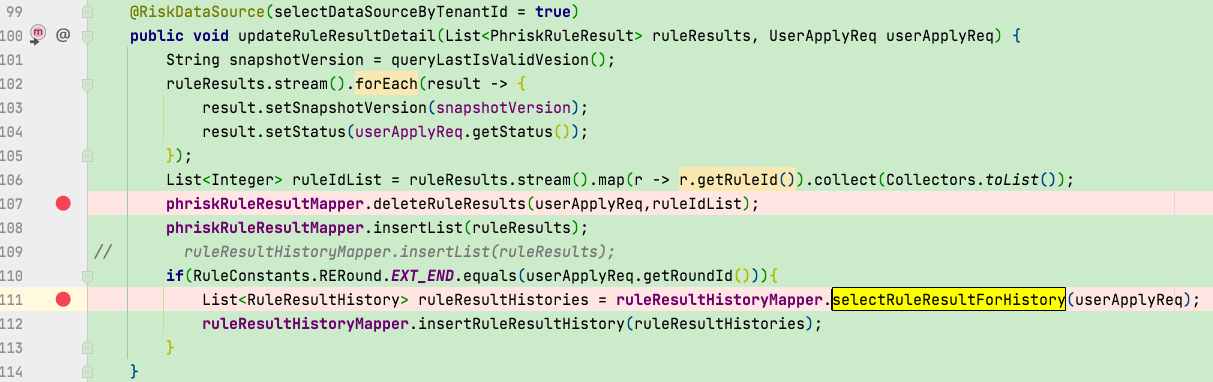 99 @RiskDataSource(selectDataSourceByTenantId = true)
100 @ public void updateRuleResultDetail(List<PhriskRuleResult> ruleResults, UserApplyReq userApplyReq) {
101 String snapshotVersion = queryLastIsValidVesion();
102 ruleResults.stream().forEach(result -> {
103 result.setSnapshotVersion(snapshotVersion);
104 result.setStatus(userApplyReq.getStatus());
105 });
106 List<Integer> ruleIdList = ruleResults.stream().map(r -> r.getRuleId()).collect(Collectors.toList());
107 phriskRuleResultMapper.deleteRuleResults(userApplyReq,ruleIdList);
108 phriskRuleResultMapper.insertList(ruleResults);
109 // ruleResultHistoryMapper.insertList(ruleResults);
110 if(RuleConstants.RERound.EXT_END.equals(userApplyReq.getRoundId())){
111 List<RuleResultHistory> ruleResultHistories = ruleResultHistoryMapper.selectRuleResultForHistory(userApplyReq);
112 ruleResultHistoryMapper.insertRuleResultHistory(ruleResultHistories);
113 }
114 }